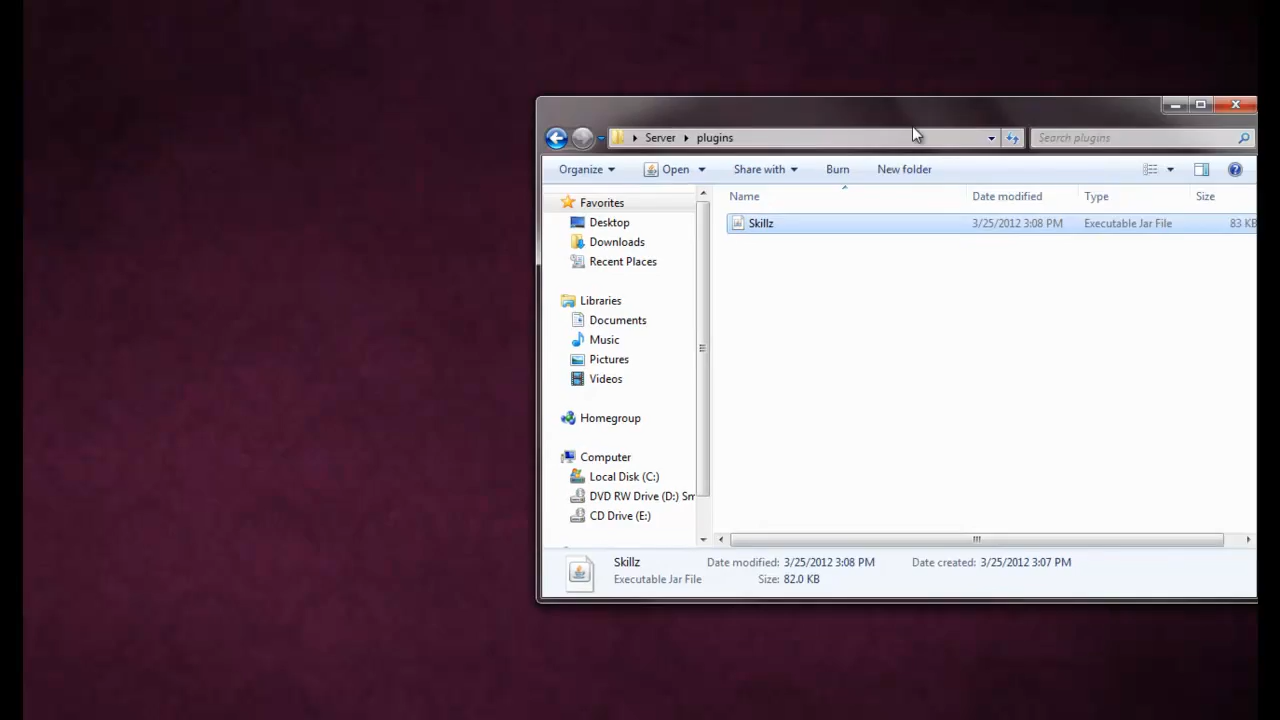 Server plugins
Search plugins
Organize Open Share with Burn New folder
Name Date modified Type Size
Favorites
Skillz 3/25/2012 3:08 PM Executable Jar File 83 KB
Desktop
Downloads
Recent Places
Libraries
Documents
Music
Pictures
Videos
Homegroup
Computer
Local Disk (C:)
DVD RW Drive (D:) Sm
CD Drive (E:)
Skillz Date modified: 3/25/2012 3:08 PM Date created: 3/25/2012 3:07 PM
Executable Jar File Size: 82.0 KB